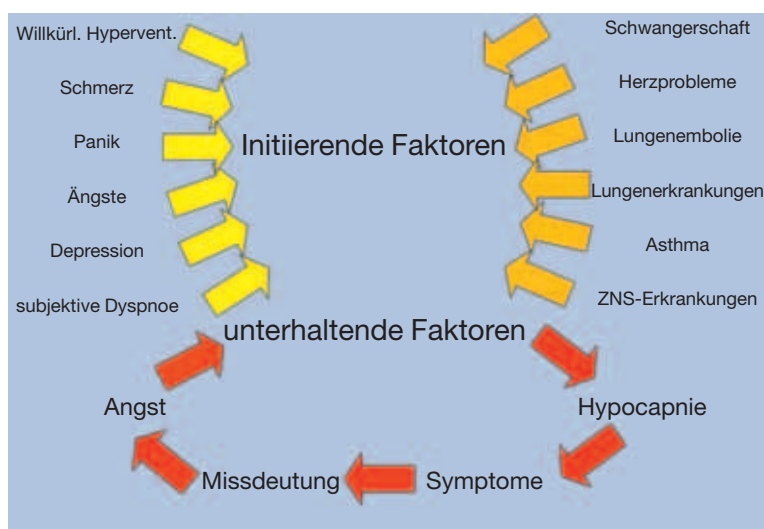 Willkürl. Hypervent.
Schmerz
Panik
Ängste
Depression
subjektive Dyspnoe
Initiierende Faktoren
Schwangerschaft
Herzprobleme
Lungenembolie
Lungenerkrankungen
Asthma
ZNS-Erkrankungen
unterhaltende Faktoren
Hypocapnie
Symptome
Missdeutung
Angst